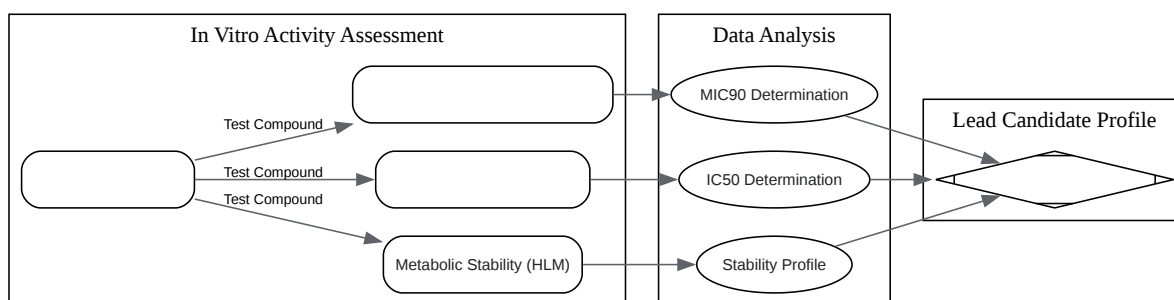 In Vitro Activity Assessment
Data Analysis
Lead Candidate Profile
Test Compound
Test Compound
Test Compound
Metabolic Stability (HLM)
MIC90 Determination
IC50 Determination
Stability Profile